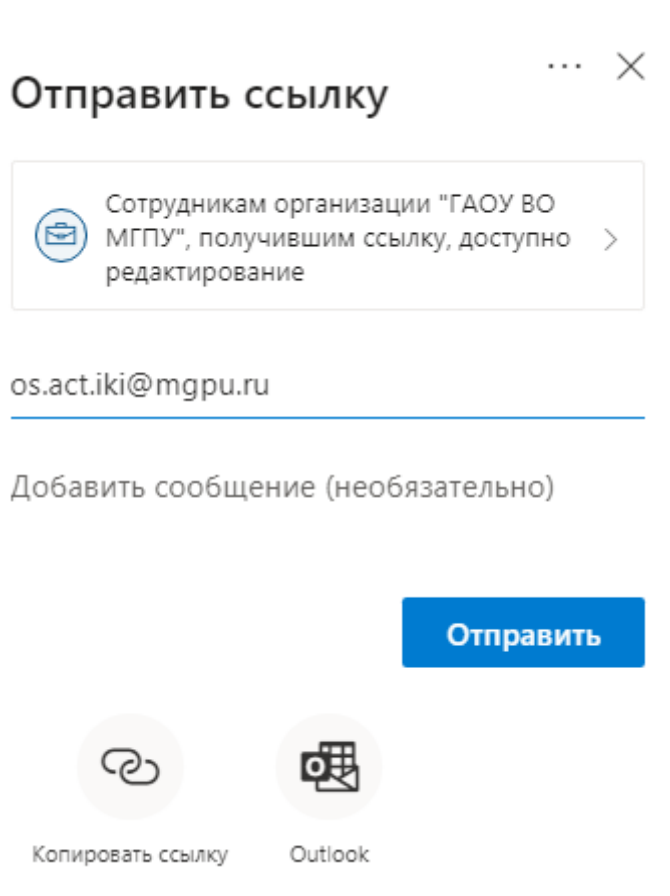 Отправить ссылку
Сотрудникам организации "ГАОУ ВО
МГПУ", получившим ссылку, доступно
редактирование
os.act.iki@mgpu.ru
Добавить сообщение (необязательно)
Отправить
Копировать ссылку
Outlook